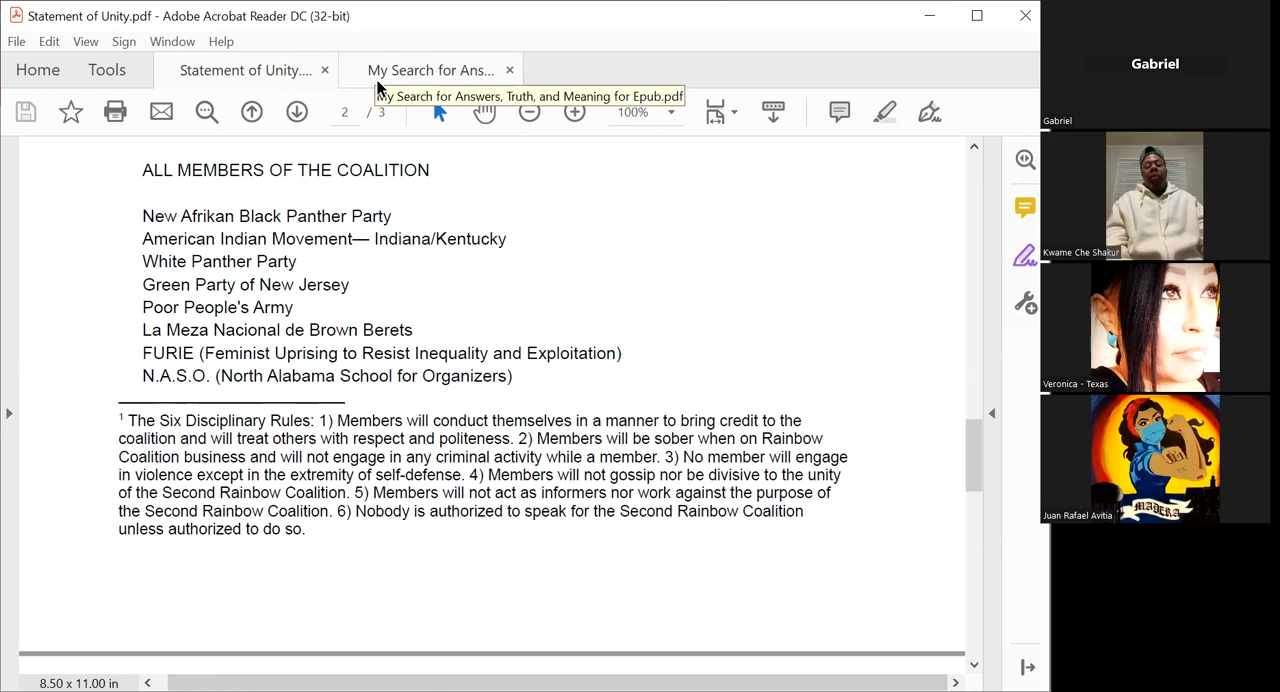 Statement of Unity.pdf - Adobe Acrobat Reader DC (32-bit)
File Edit View Sign Window Help
Home Tools Statement of Unity.... × My Search for Ans... ×
My Search for Answers, Truth, and Meaning for Epub.pdf
2 / 3 100%
ALL MEMBERS OF THE COALITION
New Afrikan Black Panther Party
American Indian Movement— Indiana/Kentucky
White Panther Party
Green Party of New Jersey
Poor People's Army
La Meza Nacional de Brown Berets
FURIE (Feminist Uprising to Resist Inequality and Exploitation)
N.A.S.O. (North Alabama School for Organizers)
1 The Six Disciplinary Rules: 1) Members will conduct themselves in a manner to bring credit to the
coalition and will treat others with respect and politeness. 2) Members will be sober when on Rainbow
Coalition business and will not engage in any criminal activity while a member. 3) No member will engage
in violence except in the extremity of self-defense. 4) Members will not gossip nor be divisive to the unity
of the Second Rainbow Coalition. 5) Members will not act as informers nor work against the purpose of
the Second Rainbow Coalition. 6) Nobody is authorized to speak for the Second Rainbow Coalition
unless authorized to do so.
8.50 x 11.00 in
Gabriel
Gabriel
Kwame Che Shakur
Veronica - Texas
MADERA
Juan Rafael Avitia